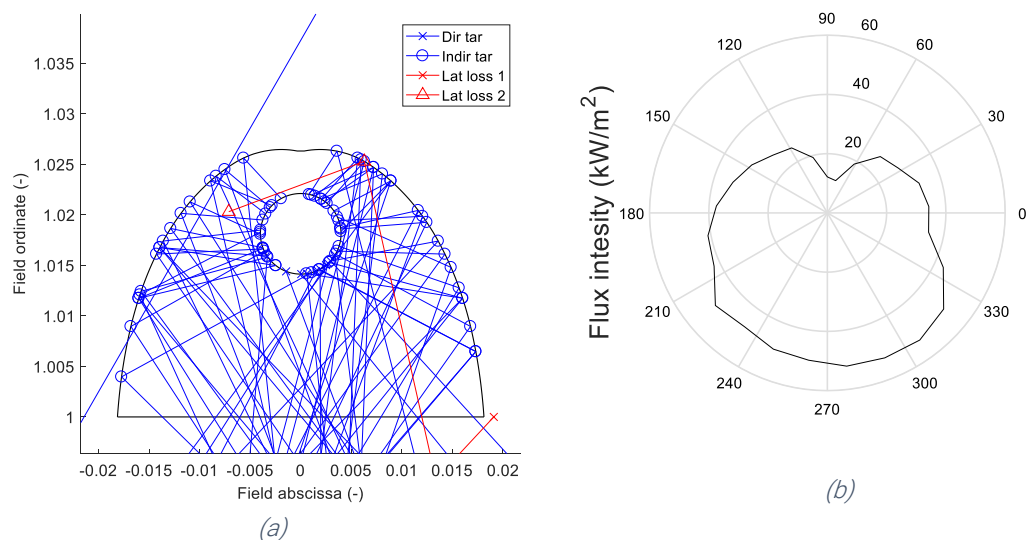 Dir tar
Indir tar
Lat loss 1
Lat loss 2
1.035
1.03
1.025
1.02
1.015
1.01
1.005
1
Field ordinate (-)
-0.02 -0.015 -0.01 -0.005 0 0.005 0.01 0.015 0.02
Field abscissa (-)
(a)
Flux intesity (kW/m2)
90 60
120 60
40
150 30
20
180 0
210 330
240 300
270
(b)